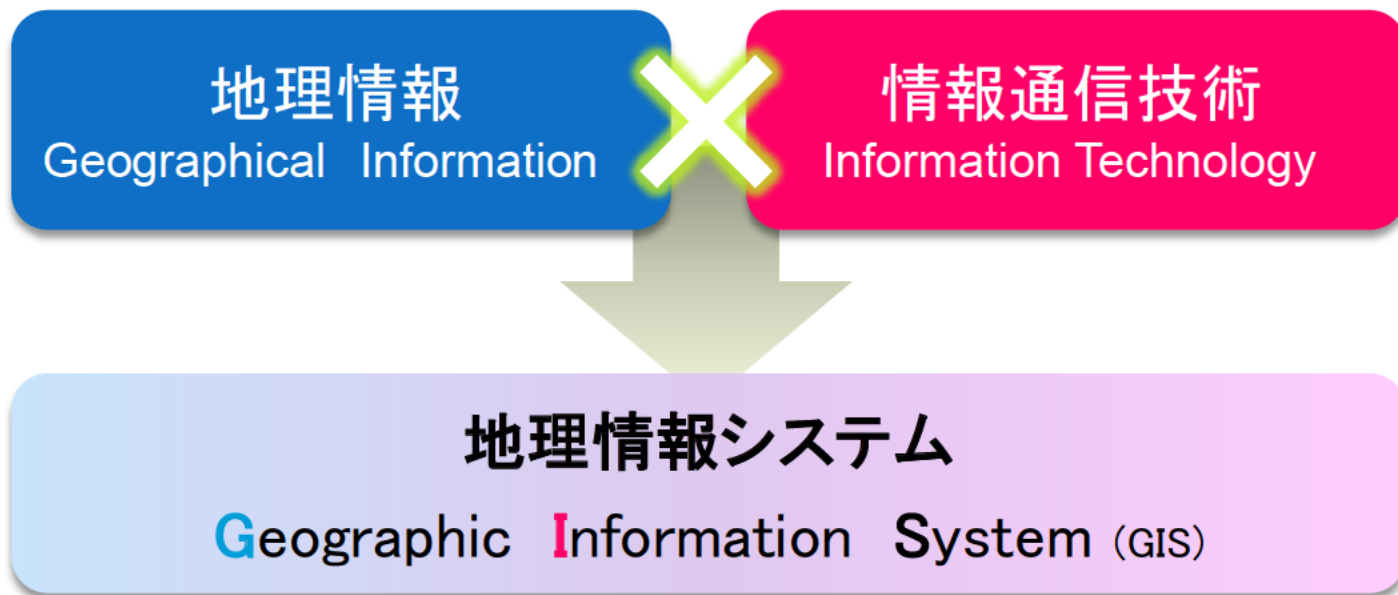 地理情報
Geographical Information
情報通信技術
Information Technology
地理情報システム
Geographic Information System (GIS)